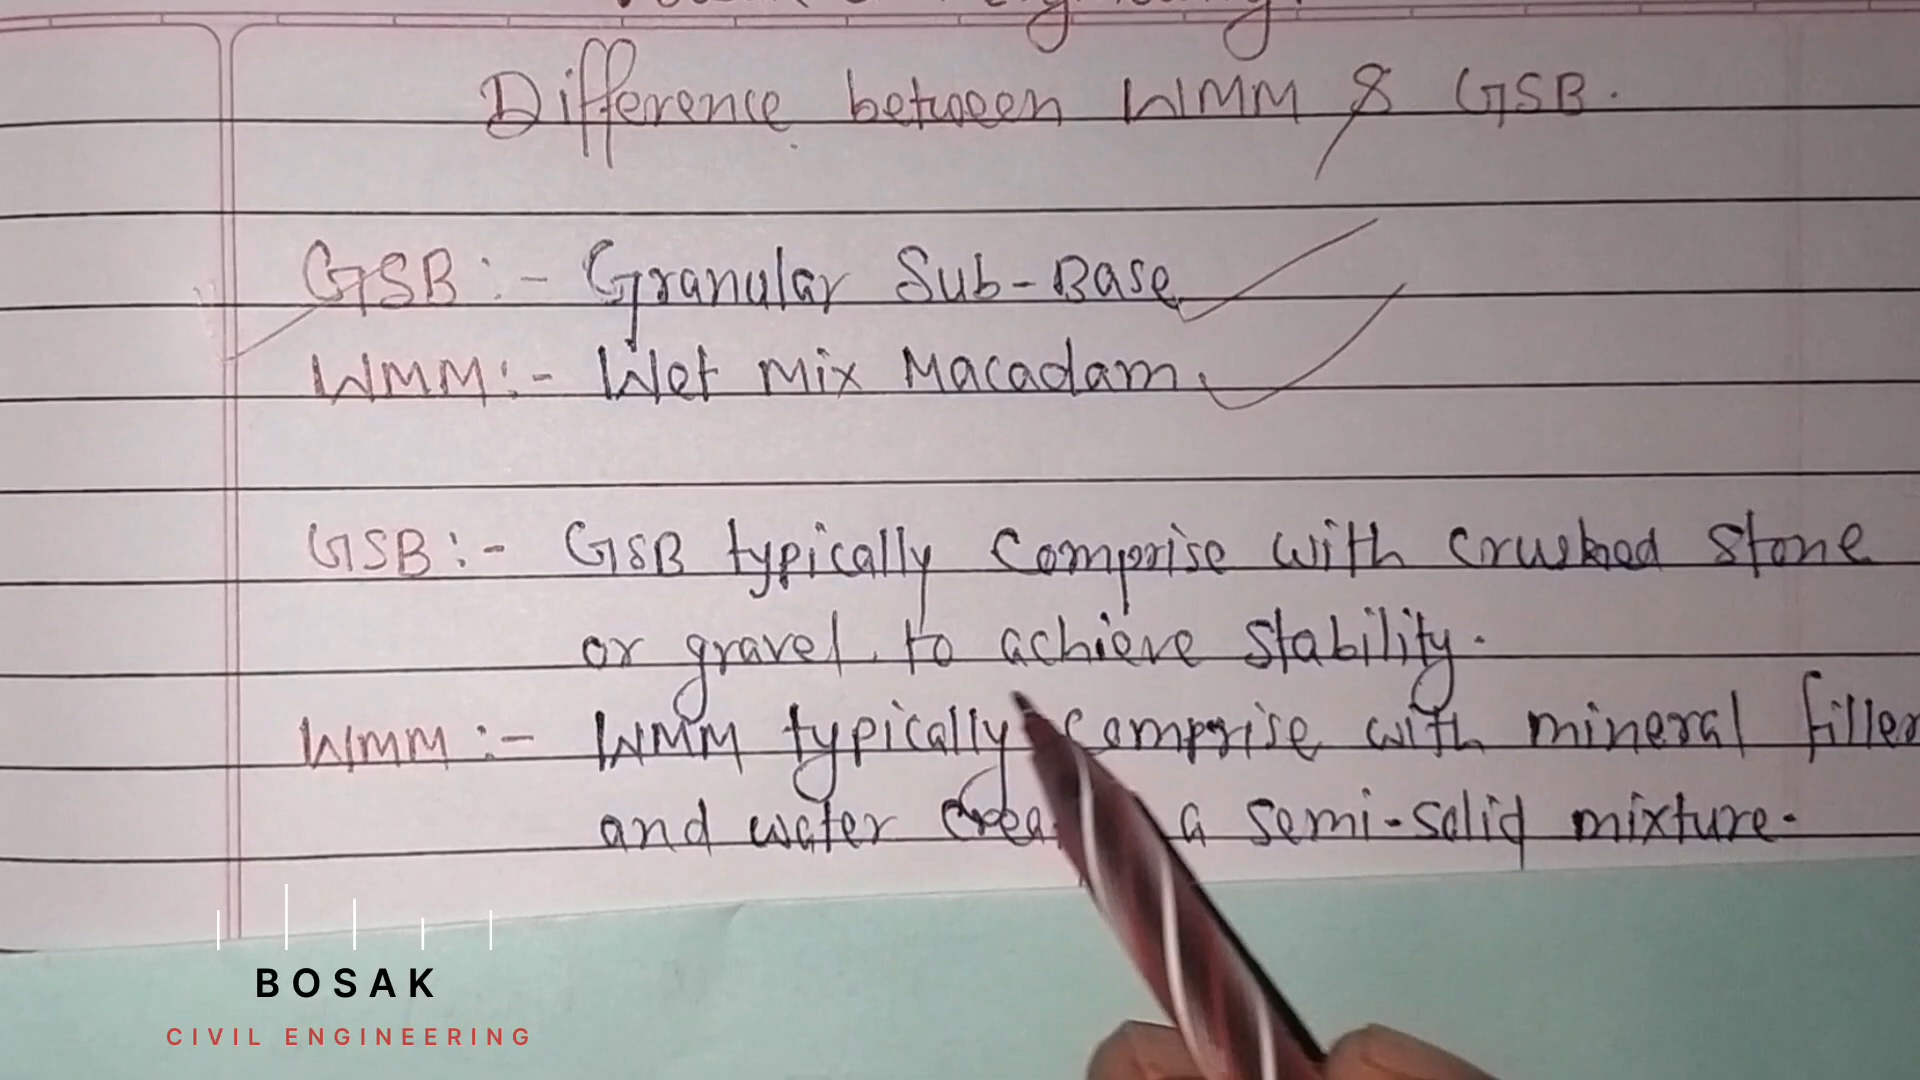 Difference between WMM & GSB.
GSB :- Granular Sub-Base
WMM :- Wet Mix Macadam.
GSB :- GSB typically comprise with crushed stone
or gravel to achieve stability.
WMM :- WMM typically comprise with mineral filler
and water a semi-solid mixture.
BOSAK
CIVIL ENGINEERING